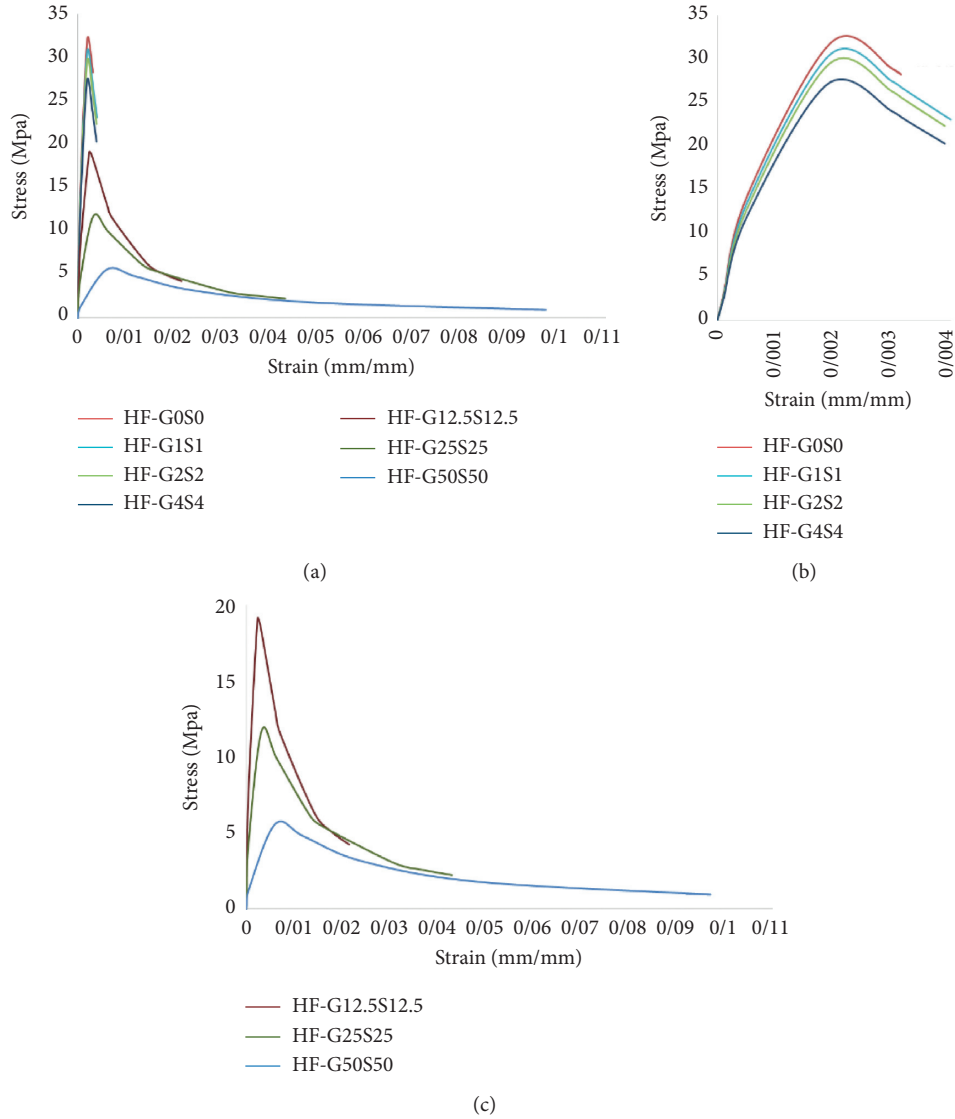 35
30
25
20
15
10
5
0
Stress (Mpa)
0 0/01 0/02 0/03 0/04 0/05 0/06 0/07 0/08 0/09 0/1 0/11
Strain (mm/mm)
HF-G0S0
HF-G1S1
HF-G2S2
HF-G4S4
HF-G12.5S12.5
HF-G25S25
HF-G50S50
(a)
35
30
25
20
15
10
5
0
Stress (Mpa)
0 0/001 0/002 0/003 0/004
Strain (mm/mm)
HF-G0S0
HF-G1S1
HF-G2S2
HF-G4S4
(b)
20
15
10
5
0
Stress (Mpa)
0 0/01 0/02 0/03 0/04 0/05 0/06 0/07 0/08 0/09 0/1 0/11
Strain (mm/mm)
HF-G12.5S12.5
HF-G25S25
HF-G50S50
(c)